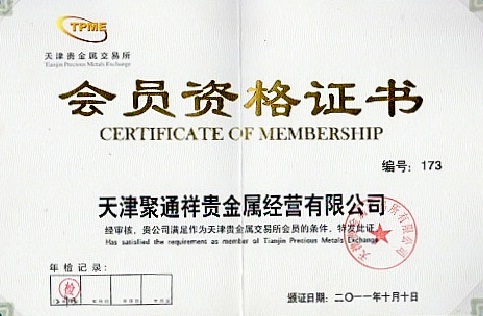 TPME
天津贵金属交易所
Tianjin Precious Metals Exchange
会员资格证书
CERTIFICATE OF MEMBERSHIP
编号: 173
天津聚通祥贵金属经营有限公司
经审核，贵公司满足作为天津贵金属交易所会员的条件，特发此证。
Has satisfied the requirement as member of Tianjin Precious Metals Exchange
年检记录:
检
颁证日期: 二〇一一年十月十日